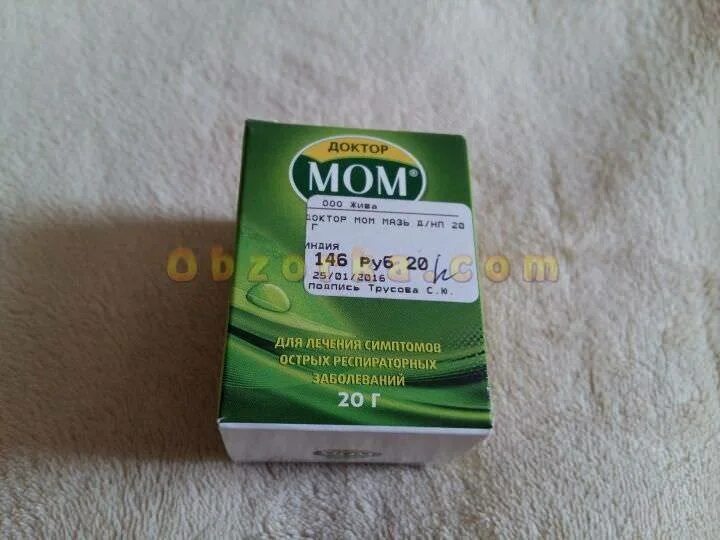 ДОКТОР
МОМ®
ООО Жива
ДОКТОР МОМ МАЗЬ Д/НП 20
Г
ИНДИЯ
146 Руб 20
25/01/2016
подпись Трусова С.Ю.
Obzorka.com
ДЛЯ ЛЕЧЕНИЯ СИМПТОМОВ
ОСТРЫХ РЕСПИРАТОРНЫХ
ЗАБОЛЕВАНИЙ
20 Г